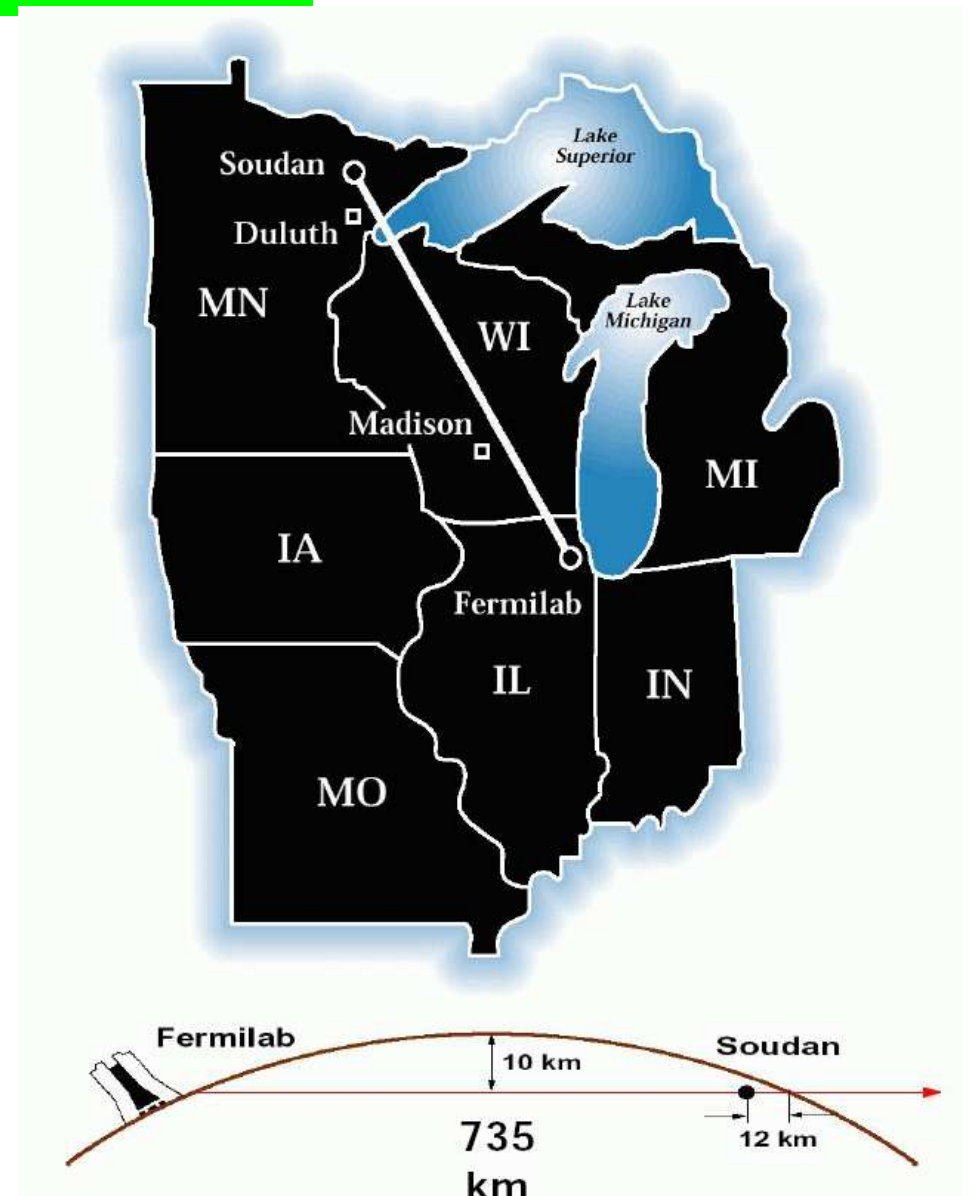 Lake
Superior
Soudan
Duluth
MN
Lake
Michigan
WI
Madison
MI
IA
Fermilab
IL
IN
MO
Fermilab
Soudan
10 km
735
km
12 km